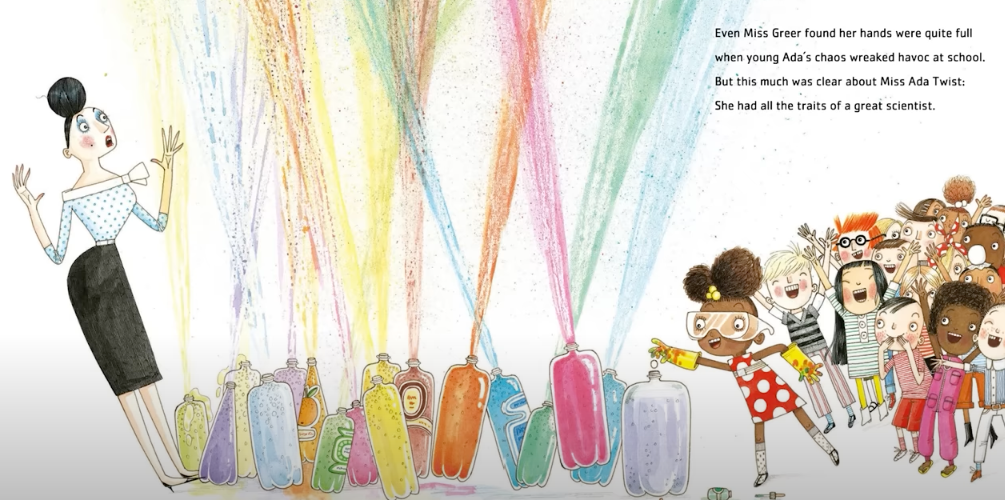 Even Miss Greer found her hands were quite full
when young Ada's chaos wreaked havoc at school.
But this much was clear about Miss Ada Twist:
She had all the traits of a great scientist.